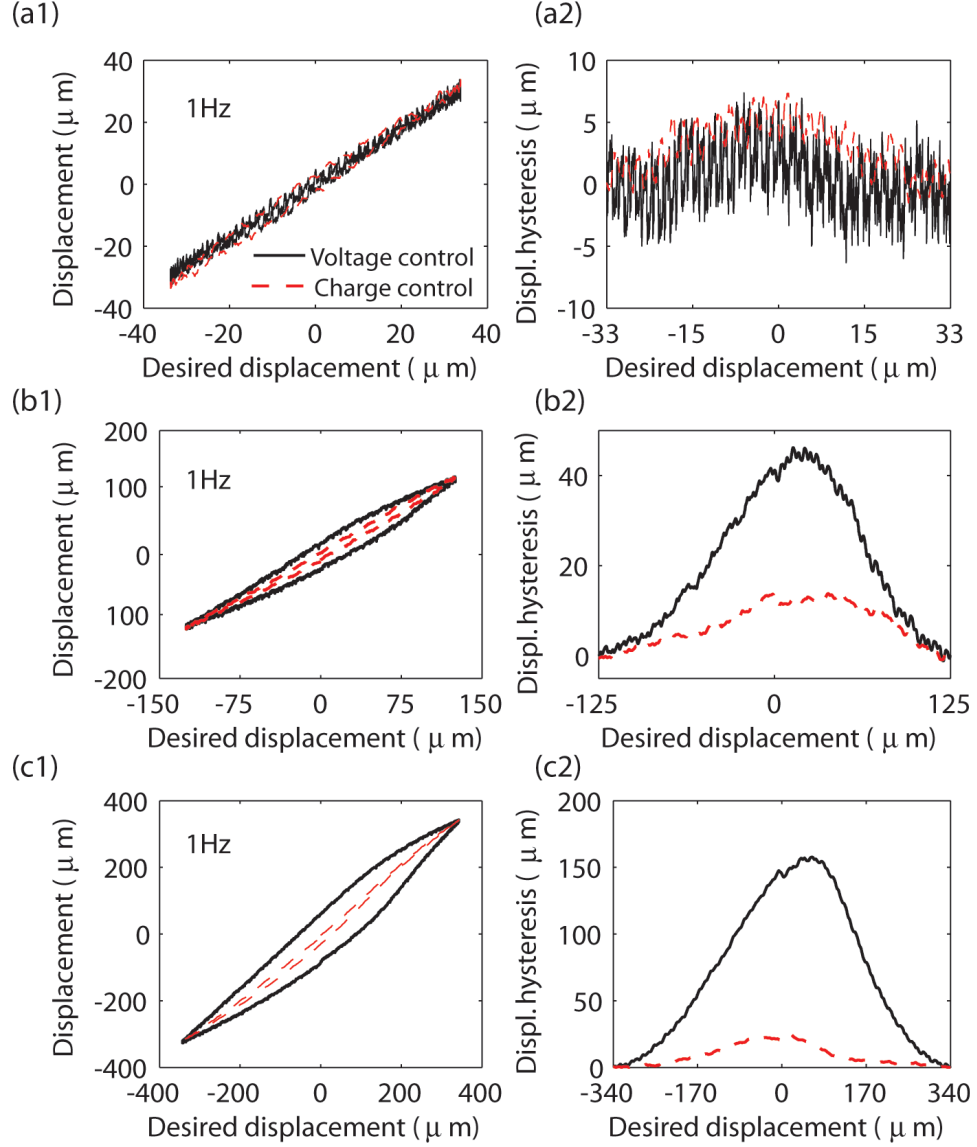 (a1)
Displacement (μ m)
40
20
0
-20
-40
1Hz
Voltage control
Charge control
-40
-20
0
20
40
Desired displacement ( μ m)
(a2)
Displ. hysteresis ( μ m)
10
5
0
-5
-10
-33
-15
0
15
33
Desired displacement ( μ m)
(b1)
Displacement (μ m)
200
100
0
100
-200
1Hz
-150
-75
0
75
150
Desired displacement ( μ m)
(b2)
Displ. hysteresis ( μ m)
40
20
0
-125
0
125
Desired displacement ( μ m)
(c1)
Displacement ( μ m)
400
200
0
-200
-400
1Hz
-400
-200
0
200
400
Desired displacement ( μ m)
(c2)
Displ. hysteresis ( μ m)
200
150
100
50
0
-340
-170
0
170
340
Desired displacement ( μ m)